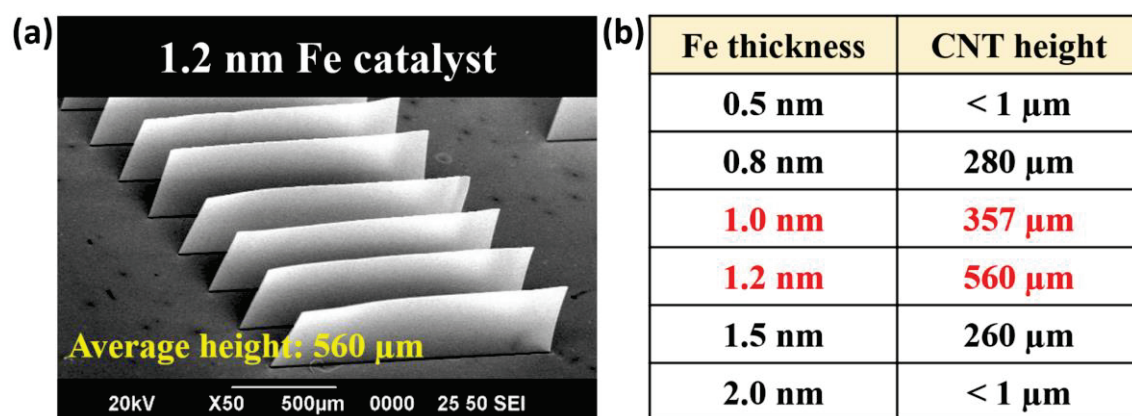 (a)
1.2 nm Fe catalyst
Average height: 560 μm
20kV X50 500μm 0000 25 50 SEI
(b)
Fe thickness CNT height
0.5 nm < 1 μm
0.8 nm 280 μm
1.0 nm 357 μm
1.2 nm 560 μm
1.5 nm 260 μm
2.0 nm < 1 μm